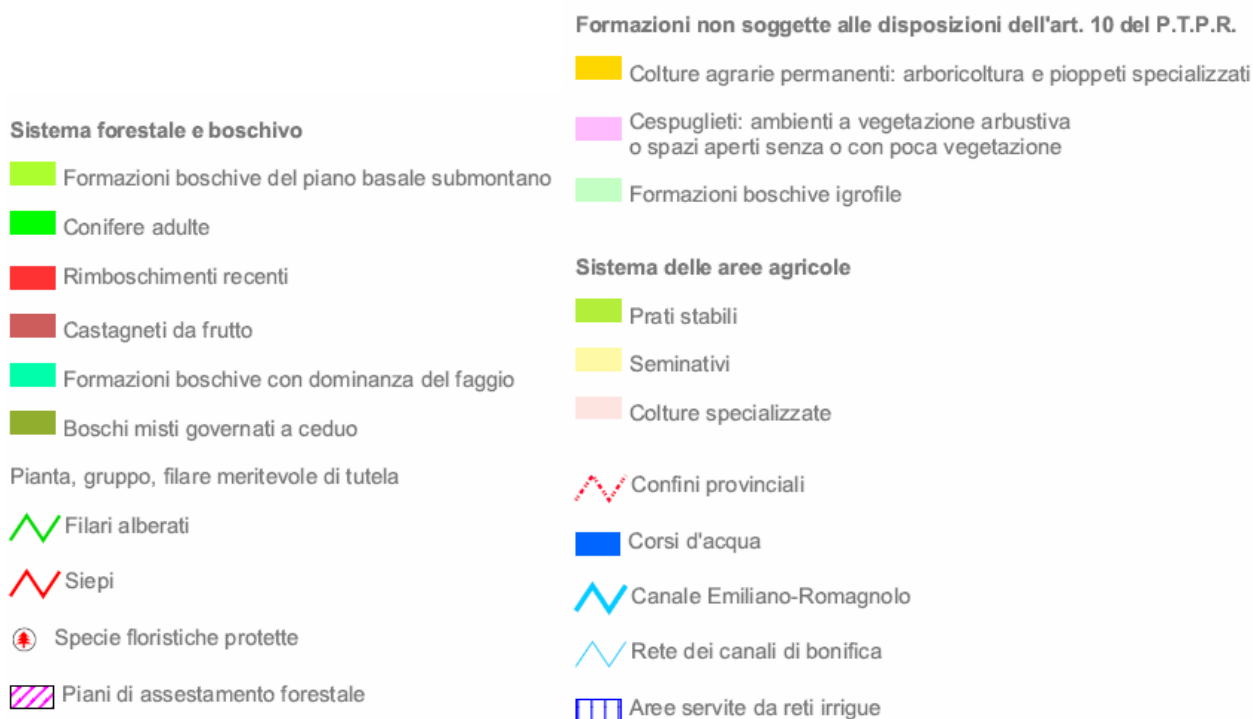 Sistema forestale e boschivo
Formazioni boschive del piano basale submontano
Conifere adulte
Rimboschimenti recenti
Castagneti da frutto
Formazioni boschive con dominanza del faggio
Boschi misti governati a ceduo
Pianta, gruppo, filare meritevole di tutela
Filari alberati
Siepi
Specie floristiche protette
Piani di assestamento forestale
Formazioni non soggette alle disposizioni dell'art. 10 del P.T.P.R.
Colture agrarie permanenti: arboricoltura e pioppeti specializzati
Cespuglieti: ambienti a vegetazione arbustiva
o spazi aperti senza o con poca vegetazione
Formazioni boschive igrofile
Sistema delle aree agricole
Prati stabili
Seminativi
Colture specializzate
Confini provinciali
Corsi d'acqua
Canale Emiliano-Romagnolo
Rete dei canali di bonifica
Aree servite da reti irrigue